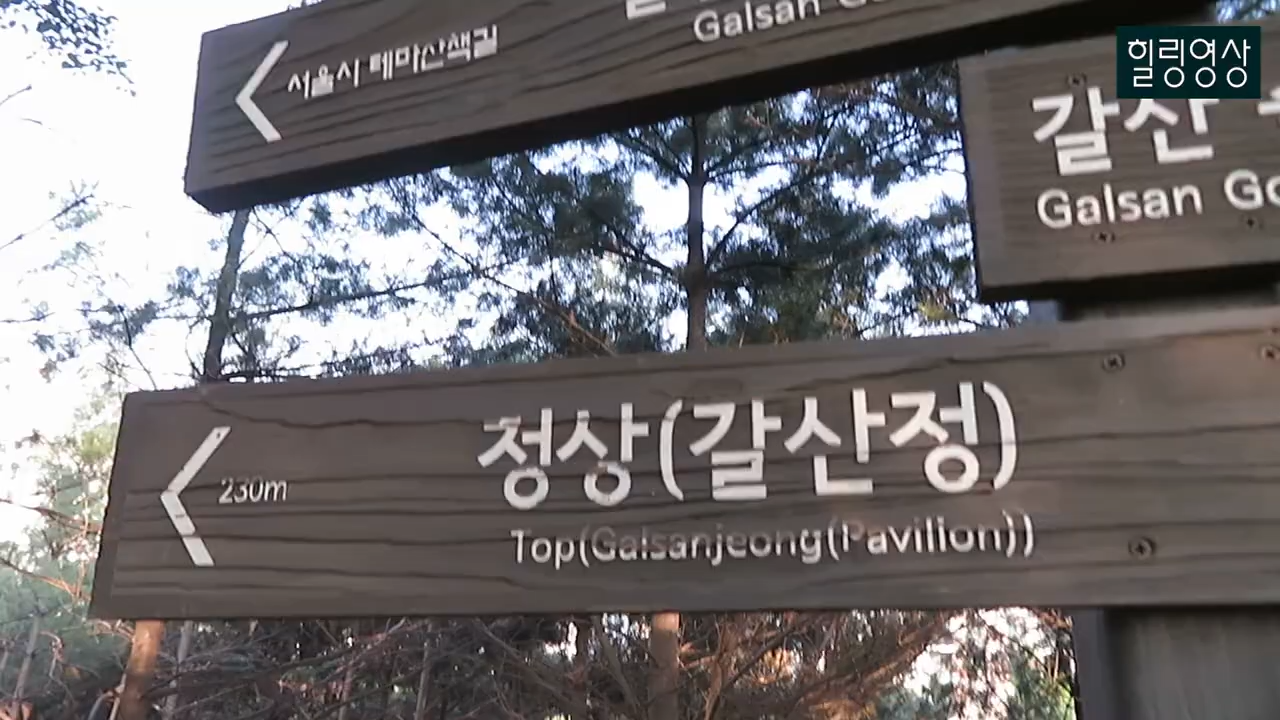 힐링영상
서울시 테마산책길
Galsan
갈산
Galsan
230m
정상(갈산정)
Top(Galsanjeong(Pavilion))